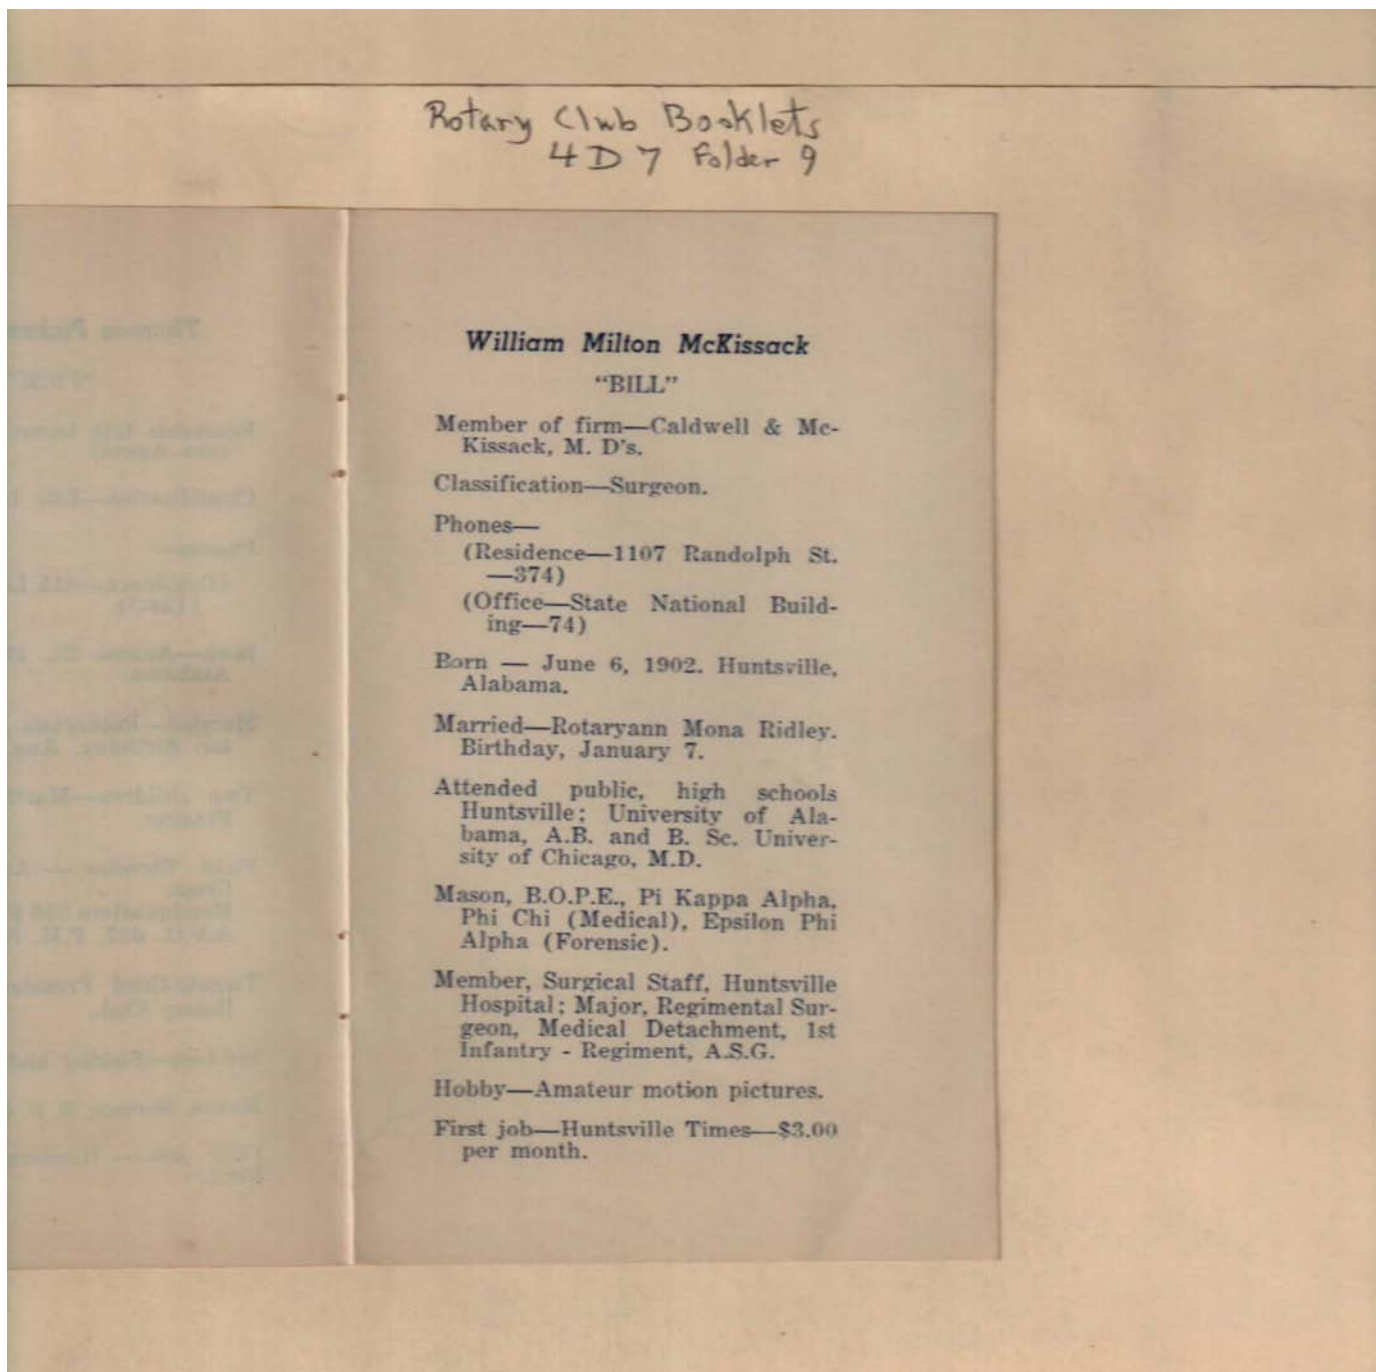 Rotary Club Booklets
4D7 Folder 9
William Milton McKissack
“BILL”
Member of firm—Caldwell & Mc-
Kissack, M. D's.
Classification—Surgeon.
Phones—
(Residence—1107 Randolph St.
—374)
(Office—State National Build-
ing—74)
Born — June 6, 1902. Huntsville,
Alabama.
Married—Rotaryann Mona Ridley.
Birthday, January 7.
Attended public, high schools
Huntsville; University of Ala-
bama, A.B. and B. Sc. Univer-
sity of Chicago, M.D.
Mason, B.O.P.E., Pi Kappa Alpha,
Phi Chi (Medical), Epsilon Phi
Alpha (Forensic).
Member, Surgical Staff, Huntsville
Hospital; Major, Regimental Sur-
geon, Medical Detachment, 1st
Infantry - Regiment, A.S.G.
Hobby—Amateur motion pictures.
First job—Huntsville Times—$3.00
per month.